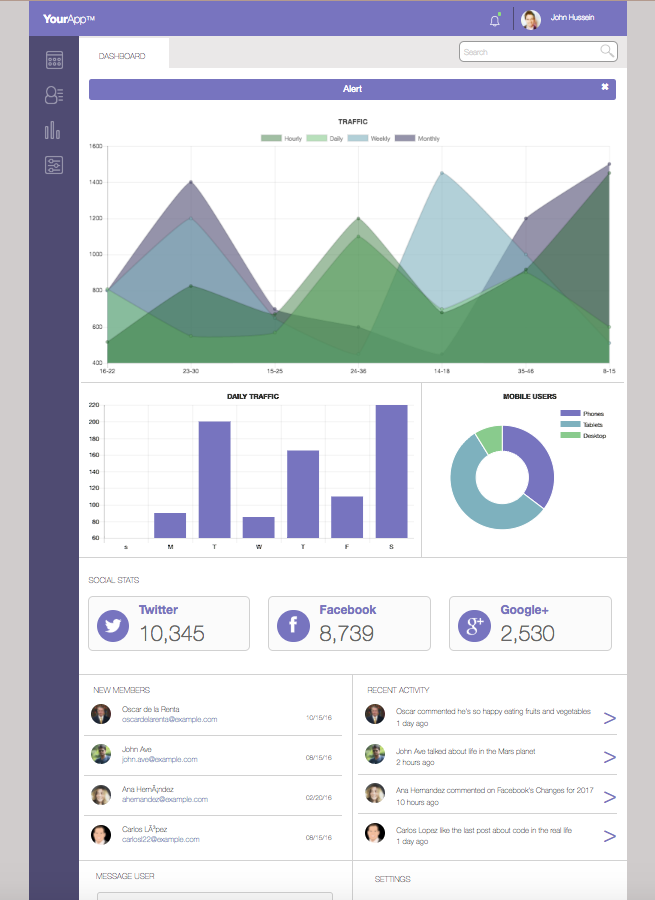 YourApp™
John Hussein
DASHBOARD
Search
Alert
TRAFFIC
Hourly Daily Weekly Monthly
1600
1400
1200
1000
800
600
400
16-22 23-30 15-25 24-36 14-18 35-46 8-15
DAILY TRAFFIC
220
200
180
160
140
120
100
80
60
s M T W T F S
MOBILE USERS
Phones
Tablets
Desktop
SOCIAL STATS
Twitter
10,345
Facebook
8,739
g+
Google+
2,530
NEW MEMBERS
Oscar de la Renta
oscardelarenta@example.com
10/15/16
John Ave
john.ave@example.com
08/15/16
Ana HernÃ¡ndez
ahernandez@example.com
02/20/16
Carlos LÃ³pez
carlosl22@example.com
08/15/16
RECENT ACTIVITY
Oscar commented he's so happy eating fruits and vegetables
1 day ago
John Ave talked about life in the Mars planet
2 hours ago
Ana Hernandez commented on Facebook's Changes for 2017
10 hours ago
Carlos Lopez like the last post about code in the real life
1 day ago
MESSAGE USER
SETTINGS